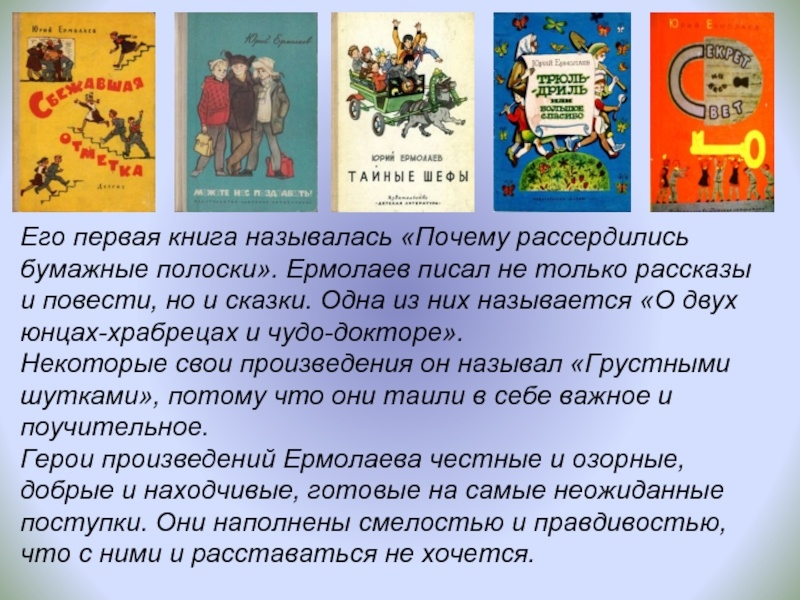 Юрий Ермолаев
Сбежавшая
отметка
Детгиз
Юрий Ермолаев
Можете нас поздравить!
Юрий Ермолаев
Тайные шефы
Издательство
"Детская литература"
Юрий Ермолаев
Трюль-
Дриль
или
большое
спасибо
Юрий Ермолаев
Секрет
Свет
Его первая книга называлась «Почему рассердились
бумажные полоски». Ермолаев писал не только рассказы
и повести, но и сказки. Одна из них называется «О двух
юнцах-храбрецах и чудо-докторе».
Некоторые свои произведения он называл «Грустными
шутками», потому что они таили в себе важное и
поучительное.
Герои произведений Ермолаева честные и озорные,
добрые и находчивые, готовые на самые неожиданные
поступки. Они наполнены смелостью и правдивостью,
что с ними и расставаться не хочется.